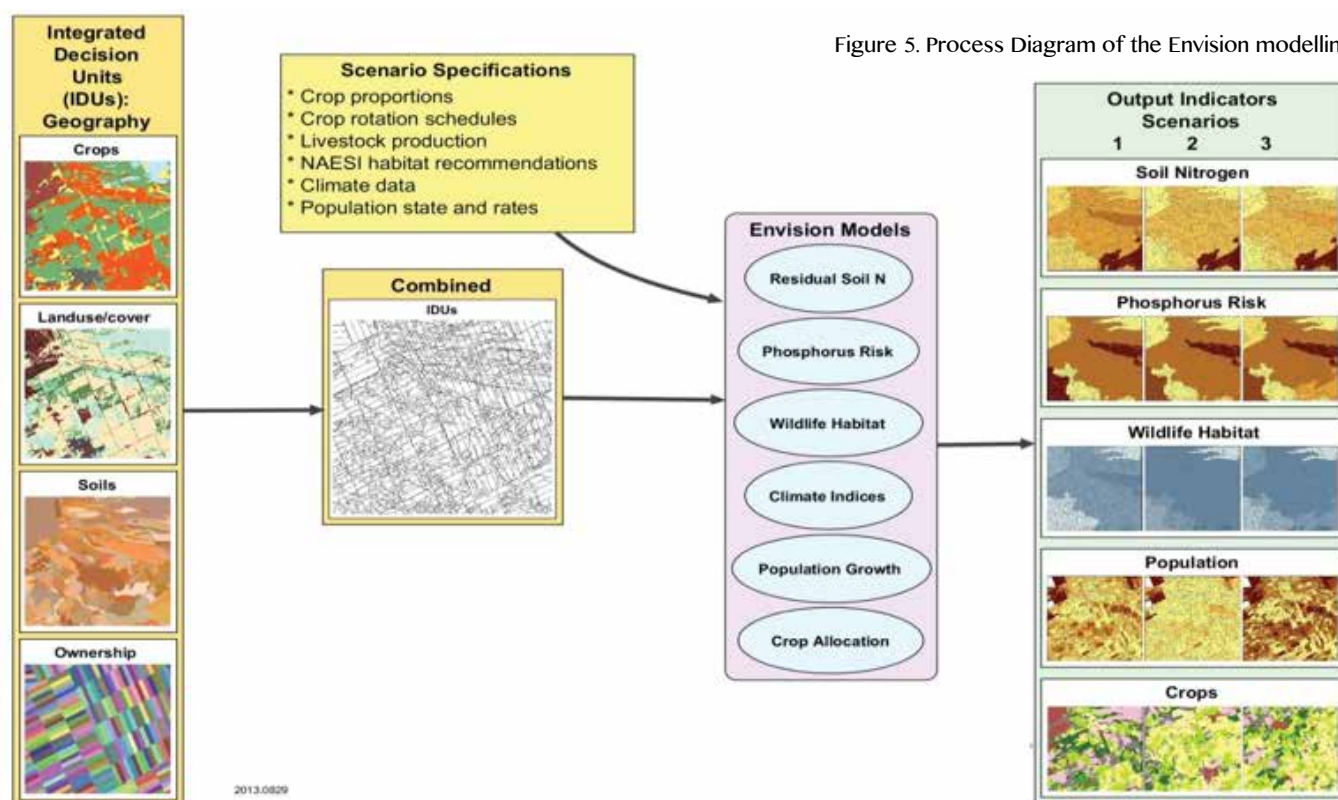 Integrated
Decision
Units
(IDUs):
Geography
Crops
Landuse/cover
Soils
Ownership
Scenario Specifications
* Crop proportions
* Crop rotation schedules
* Livestock production
* NAESI habitat recommendations
* Climate data
* Population state and rates
Combined
IDUs
2013.0829
Envision Models
Residual Soil N
Phosphorus Risk
Wildlife Habitat
Climate Indices
Population Growth
Crop Allocation
Figure 5. Process Diagram of the Envision modellin
Output Indicators
Scenarios
1 2 3
Soil Nitrogen
Phosphorus Risk
Wildlife Habitat
Population
Crops